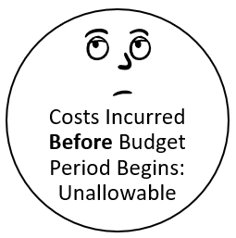 Costs Incurred
Before Budget
Period Begins:
Unallowable